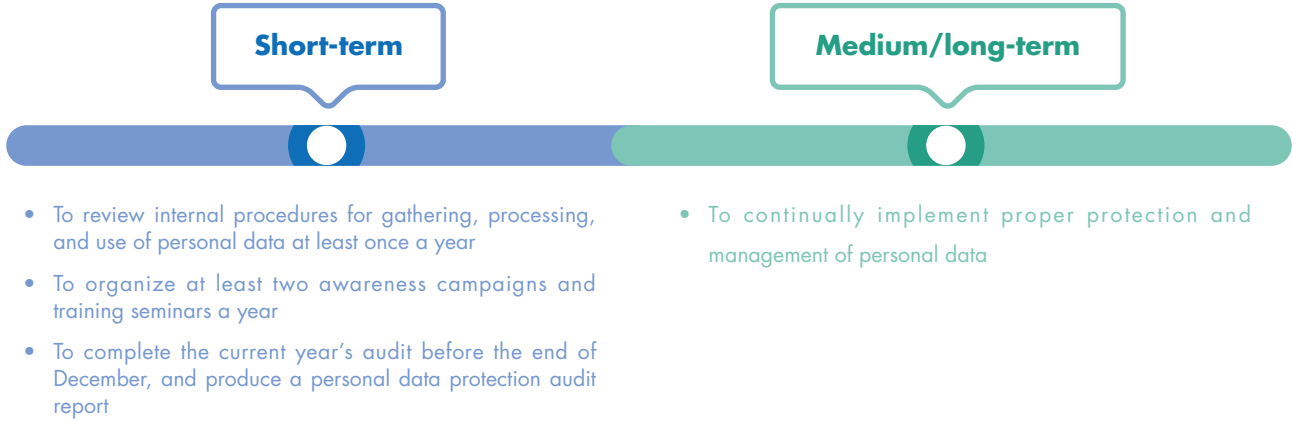 Short-term
Medium/long-term
• To review internal procedures for gathering, processing,
and use of personal data at least once a year
• To organize at least two awareness campaigns and
training seminars a year
• To complete the current year's audit before the end of
December, and produce a personal data protection audit
report
• To continually implement proper protection and
management of personal data